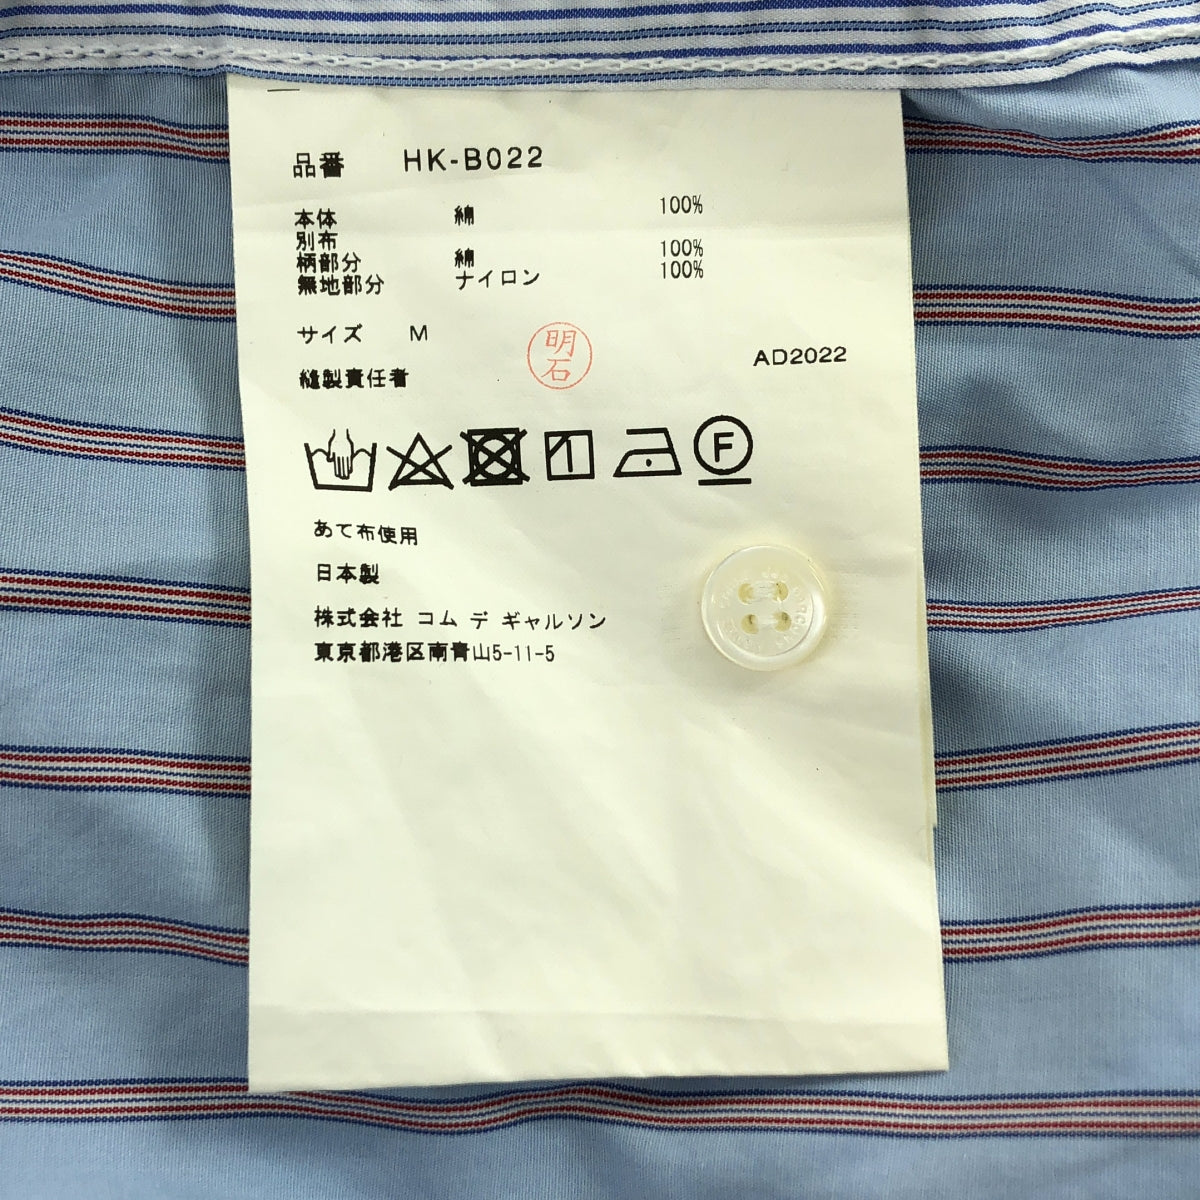 品番 HK-B022
本体 綿 100%
別布
柄部分 綿 100%
無地部分 ナイロン 100%
サイズ M
明石
縫製責任者
AD2022
F
あて布使用
日本製
株式会社 コム デ ギャルソン
東京都港区南青山5-11-5